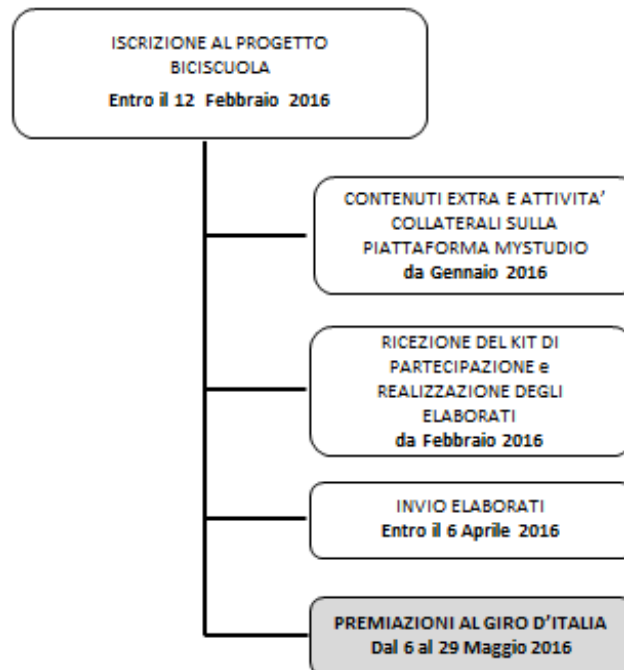 ISCRIZIONE AL PROGETTO
BICISCUOLA
Entro il 12 Febbraio 2016
CONTENUTI EXTRA E ATTIVITA'
COLLATERALI SULLA
PIATTAFORMA MYSTUDIO
da Gennaio 2016
RICEZIONE DEL KIT DI
PARTECIPAZIONE e
REALIZZAZIONE DEGLI
ELABORATI
da Febbraio 2016
INVIO ELABORATI
Entro il 6 Aprile 2016
PREMIAZIONI AL GIRO D'ITALIA
Dal 6 al 29 Maggio 2016